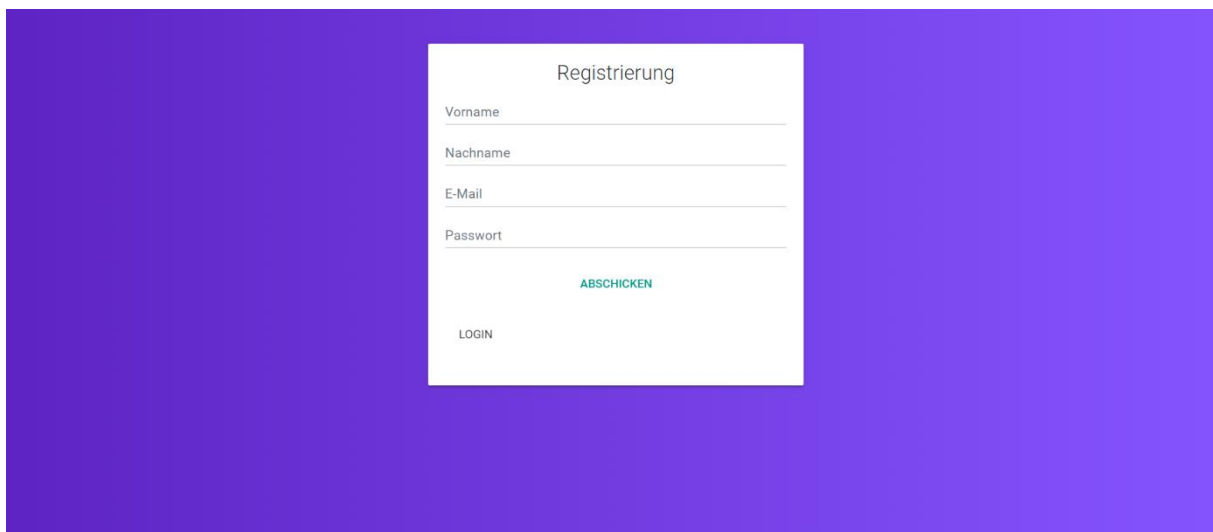 Registrierung
Vorname
Nachname
E-Mail
Passwort
ABSCHICKEN
LOGIN